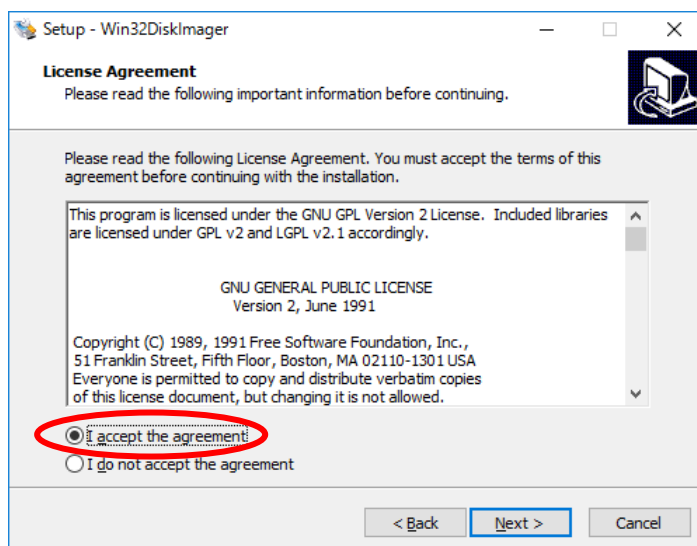 Setup - Win32DiskImager
License Agreement
Please read the following important information before continuing.
Please read the following License Agreement. You must accept the terms of this
agreement before continuing with the installation.
This program is licensed under the GNU GPL Version 2 License.  Included libraries
are licensed under GPL v2 and LGPL v2.1 accordingly.
GNU GENERAL PUBLIC LICENSE
Version 2, June 1991
Copyright (C) 1989, 1991 Free Software Foundation, Inc.,
51 Franklin Street, Fifth Floor, Boston, MA 02110-1301 USA
Everyone is permitted to copy and distribute verbatim copies
of this license document, but changing it is not allowed.
I accept the agreement
I do not accept the agreement
< Back Next > Cancel